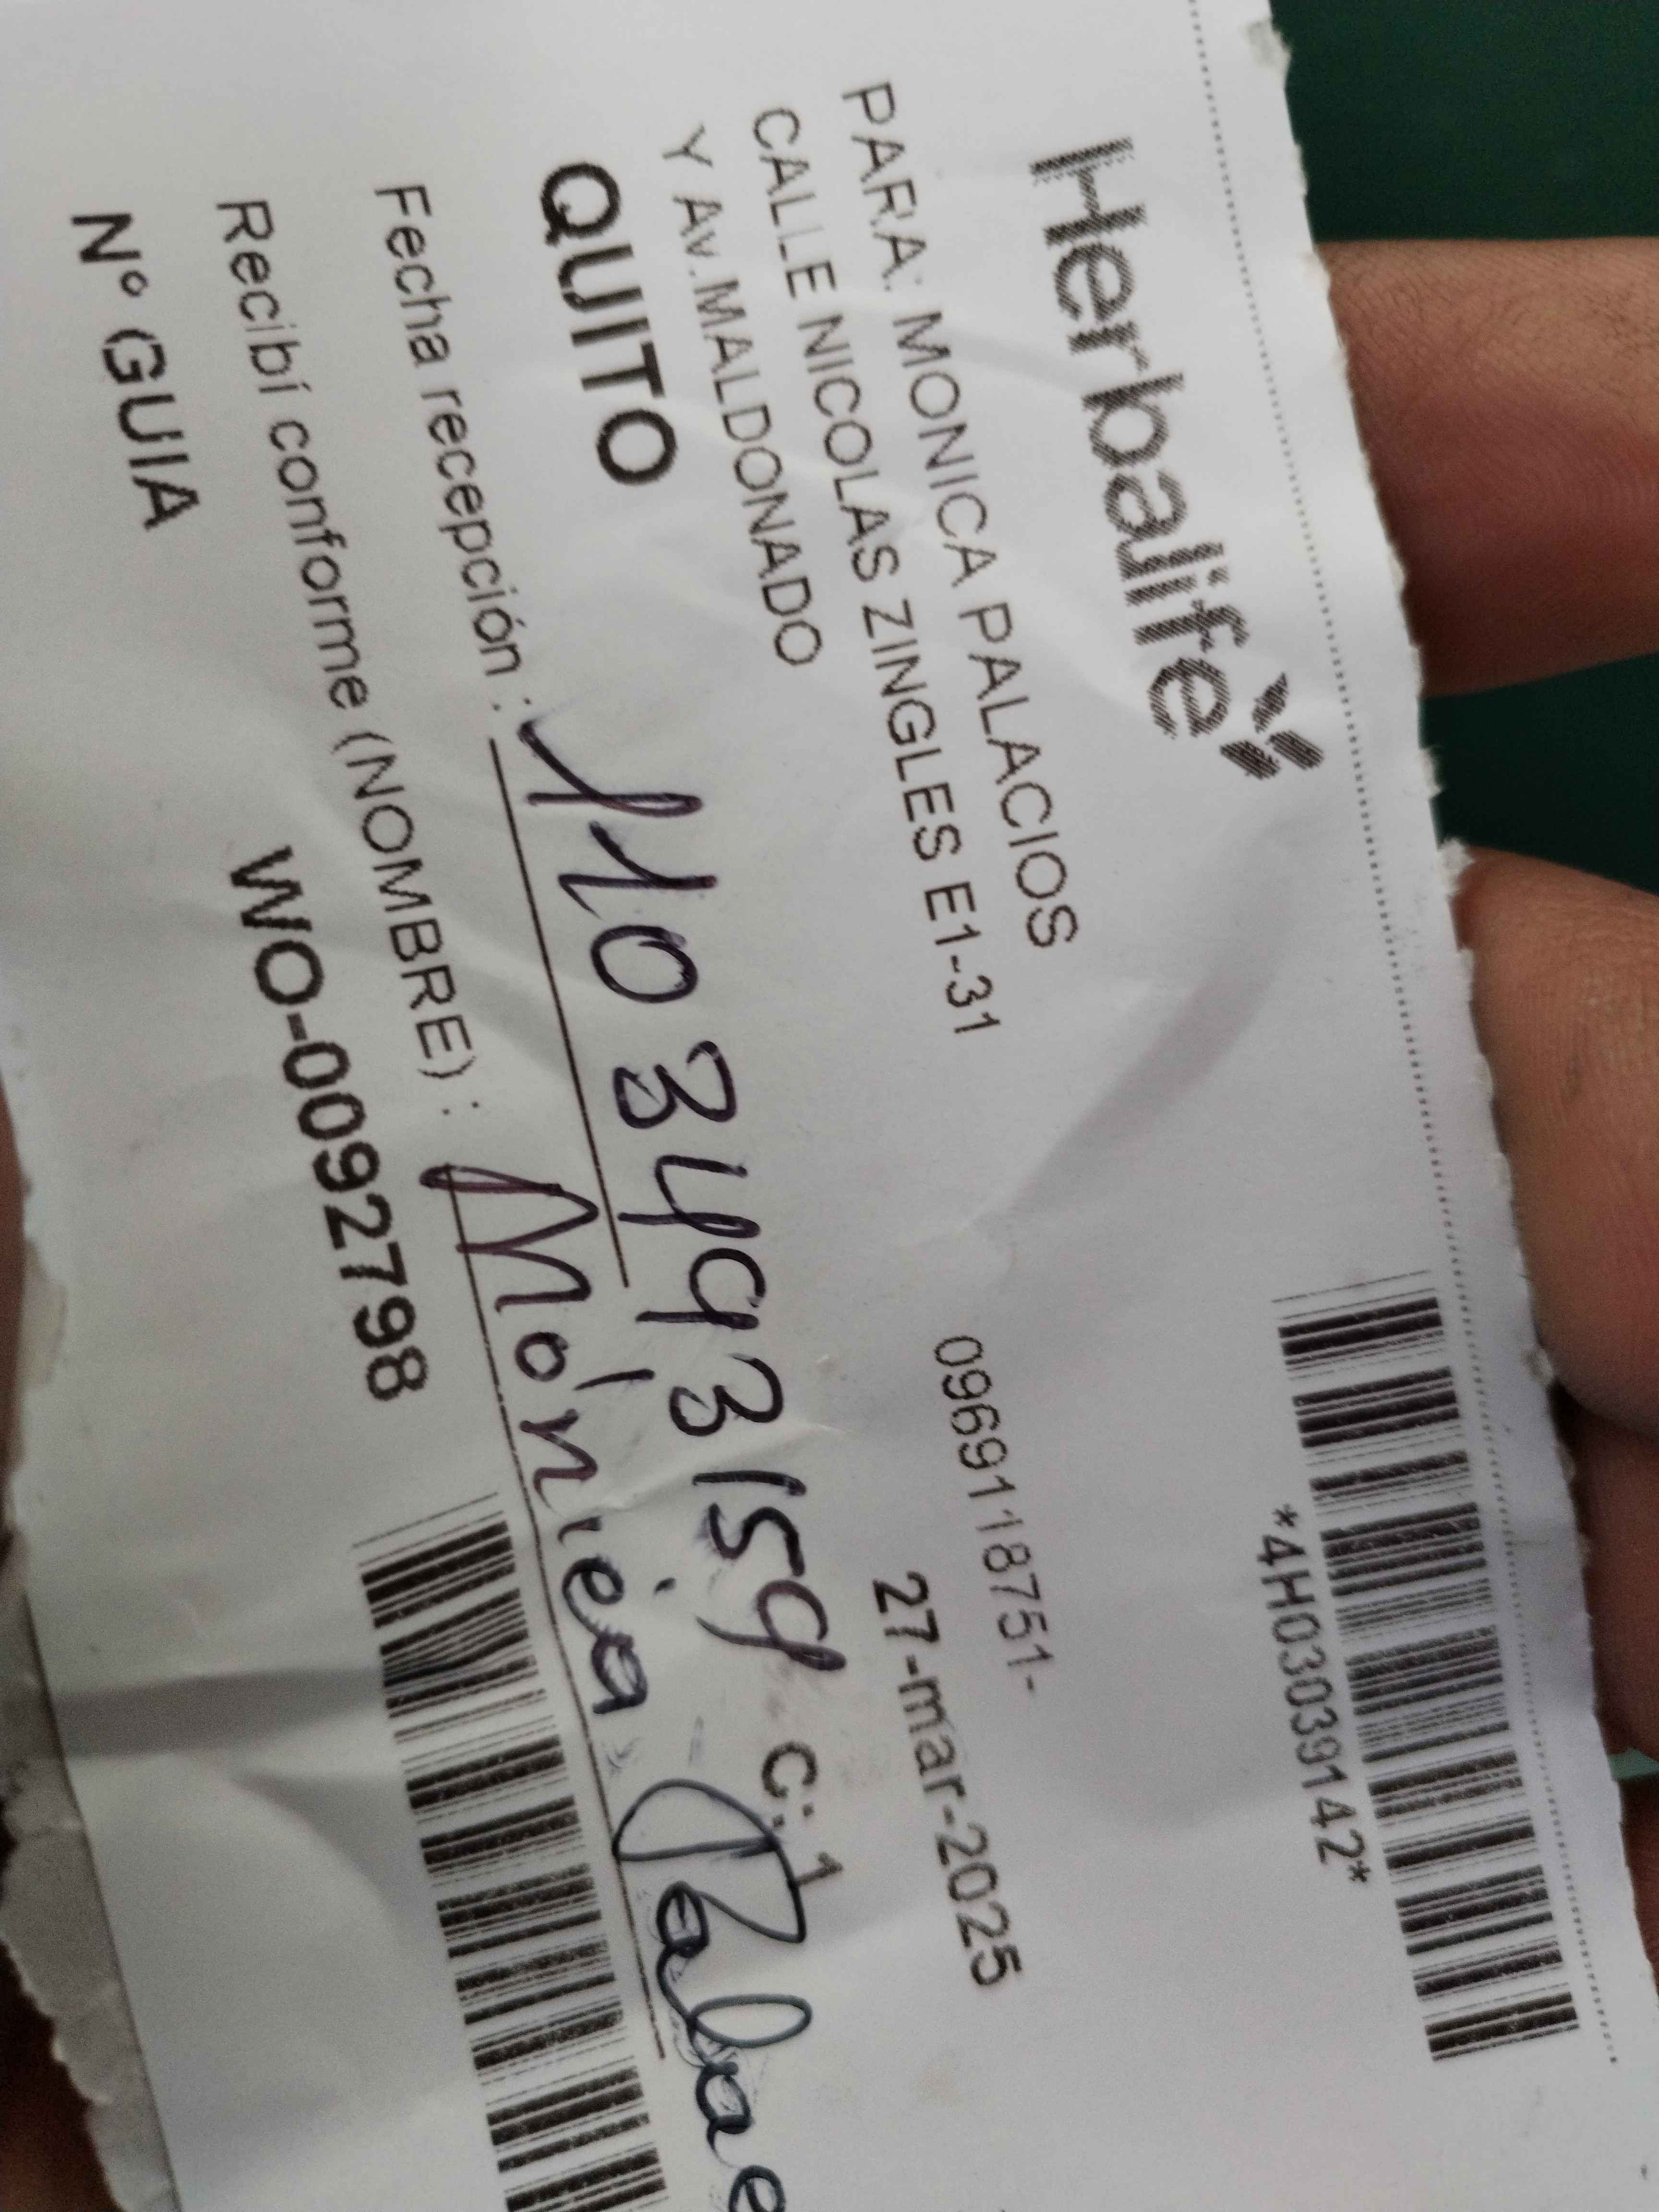 Herbalife
*4H03039142*
PARA: MONICA PALACIOS
CALLE NICOLAS ZINGLES E1-31
0969118751-
Y Av.MALDONADO
27-mar-2025
QUITO
C: 1
Fecha recepción : 1103493159
Recibí conforme (NOMBRE) : Mónica Palac
Nº GUIA
WO-0092798